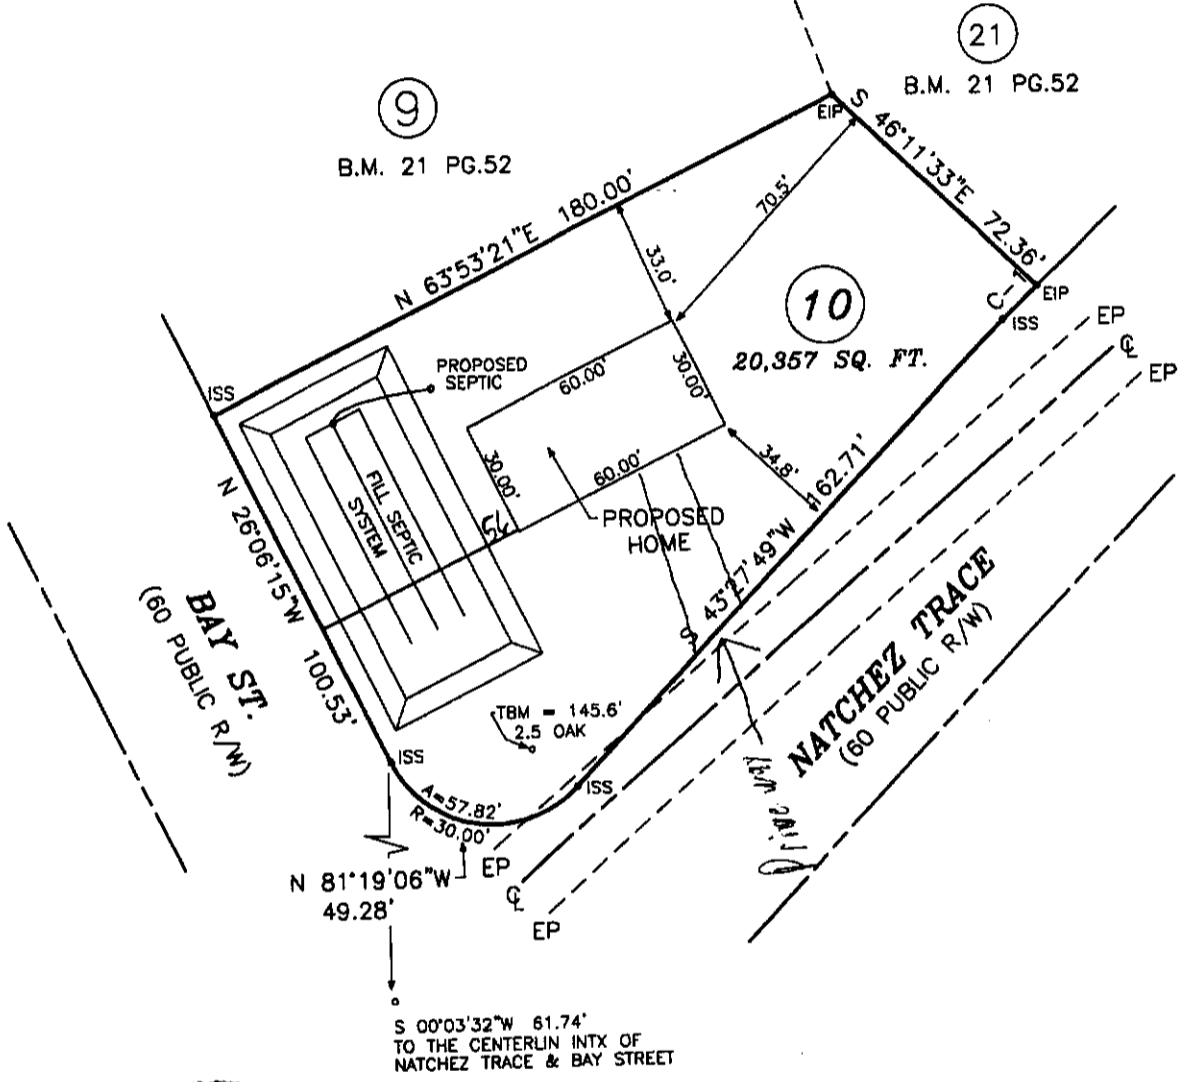 21
B.M. 21 PG.52
9
B.M. 21 PG.52
EIP
S 46°11'33"E 72.36'
N 63°53'21"E 180.00'
70.5'
33.0'
10
20,357 SQ. FT.
C-1
EIP
ISS
EP
℄
EP
ISS
PROPOSED
SEPTIC
60.00'
30.00'
30.00'
60.00'
34.8'
FILL SEPTIC
SYSTEM
54
PROPOSED
HOME
N 26°06'15"W 100.53'
S 43°27'49"W 162.71'
BAY ST.
(60 PUBLIC R/W)
NATCHEZ TRACE
(60 PUBLIC R/W)
TBM = 145.6'
2.5 OAK
ISS
ISS
A=57.82'
R=30.00'
N 81°19'06"W
49.28'
EP
℄
EP
S 00°03'32"W 61.74'
TO THE CENTERLIN INTX OF
NATCHEZ TRACE & BAY STREET